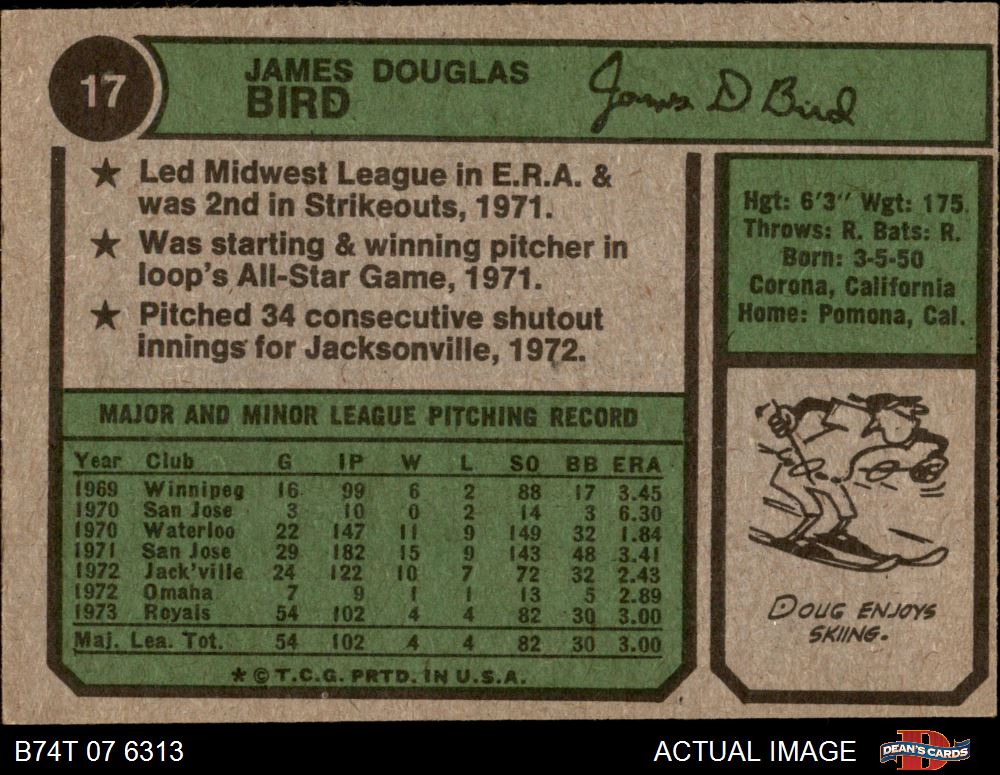 17
JAMES DOUGLAS
BIRD
James D Bird
★ Led Midwest League in E.R.A. &
was 2nd in Strikeouts, 1971.
★ Was starting & winning pitcher in
loop's All-Star Game, 1971.
★ Pitched 34 consecutive shutout
innings for Jacksonville, 1972.
Hgt: 6'3" Wgt: 175
Throws: R. Bats: R.
Born: 3-5-50
Corona, California
Home: Pomona, Cal.
MAJOR AND MINOR LEAGUE PITCHING RECORD
Year Club G IP W L SO BB ERA
1969 Winnipeg 16 99 6 2 88 17 3.45
1970 San Jose 3 10 0 2 14 3 6.30
1970 Waterloo 22 147 11 9 149 32 1.84
1971 San Jose 29 182 15 9 143 48 3.41
1972 Jack'ville 24 122 10 7 72 32 2.43
1972 Omaha 7 9 1 1 13 5 2.89
1973 Royals 54 102 4 4 82 30 3.00
Maj. Lea. Tot. 54 102 4 4 82 30 3.00
★ © T.C.G. PRTD. IN U.S.A.
DOUG ENJOYS
SKIING.
B74T 07 6313
ACTUAL IMAGE
DEAN'S CARDS